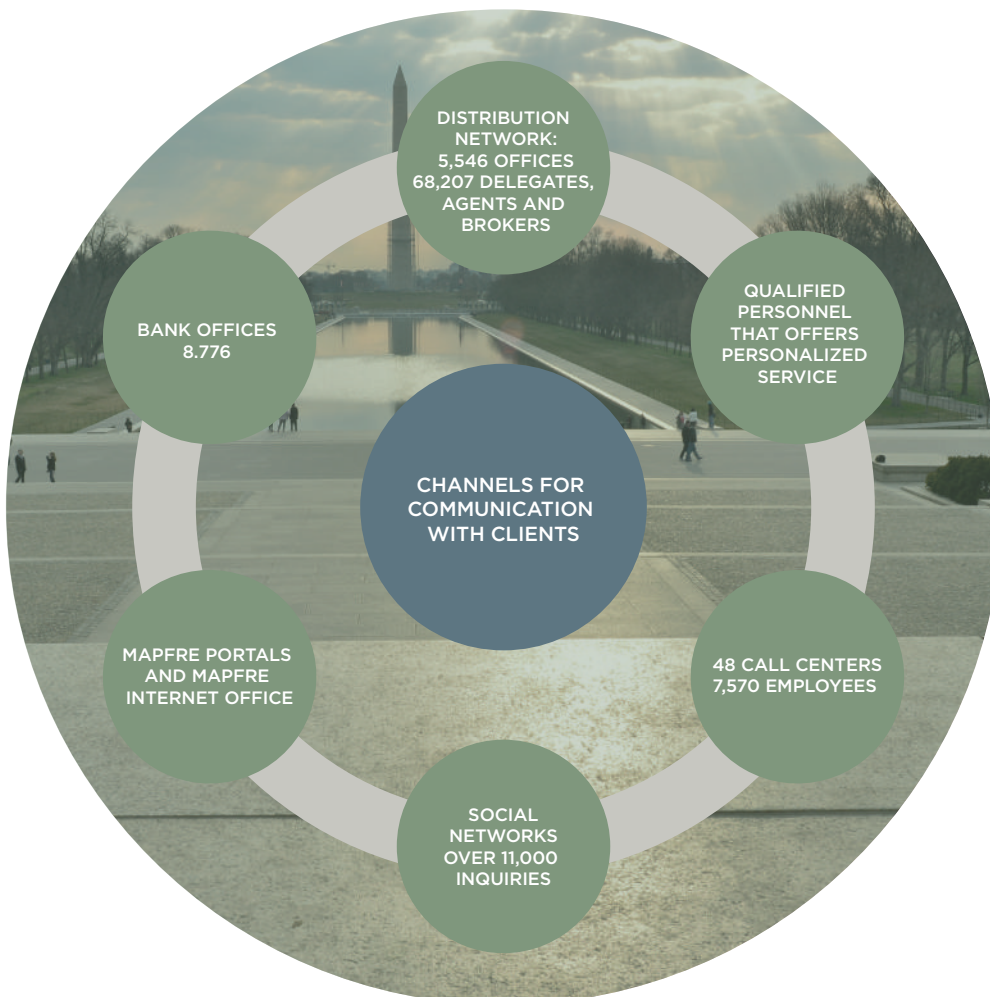 DISTRIBUTION
NETWORK:
5,546 OFFICES
68,207 DELEGATES,
AGENTS AND
BROKERS
QUALIFIED
PERSONNEL
THAT OFFERS
PERSONALIZED
SERVICE
48 CALL CENTERS
7,570 EMPLOYEES
SOCIAL
NETWORKS
OVER 11,000
INQUIRIES
MAPFRE PORTALS
AND MAPFRE
INTERNET OFFICE
BANK OFFICES
8.776
CHANNELS FOR
COMMUNICATION
WITH CLIENTS